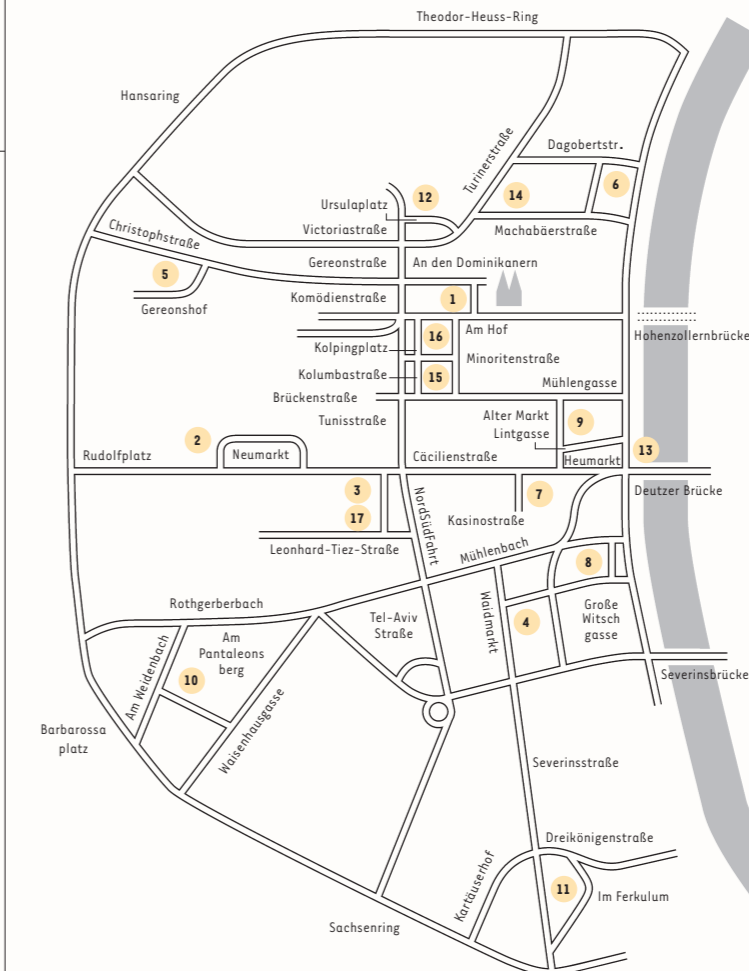 Theodor-Heuss-Ring
Hansaring
Turinerstraße
Dagobertstr.
6
12
14
Ursulaplatz
Victoriastraße
Machabäerstraße
Christophstraße
Gereonstraße
An den Dominikanern
5
Gereonshof
Komödienstraße
1
16
Am Hof
Hohenzollernbrücke
Kolpingplatz
Minoritenstraße
Kolumbastraße
15
Mühlengasse
Brückenstraße
Tunisstraße
Alter Markt
9
Lintgasse
2
13
Rudolfplatz
Neumarkt
Cäcilienstraße
Heumarkt
3
7
Deutzer Brücke
17
NordSüdFahrt
Kasinostraße
Leonhard-Tiez-Straße
Mühlenbach
8
Rothgerberbach
Tel-Aviv
Straße
Waidmarkt
4
Große
Witsch
gasse
Am
Pantaleons
berg
Am Weidenbach
10
Severinsbrücke
Waisenhausgasse
Barbarossa
platz
Severinsstraße
Dreikönigenstraße
Kartäuserhof
11
Im Ferkulum
Sachsenring